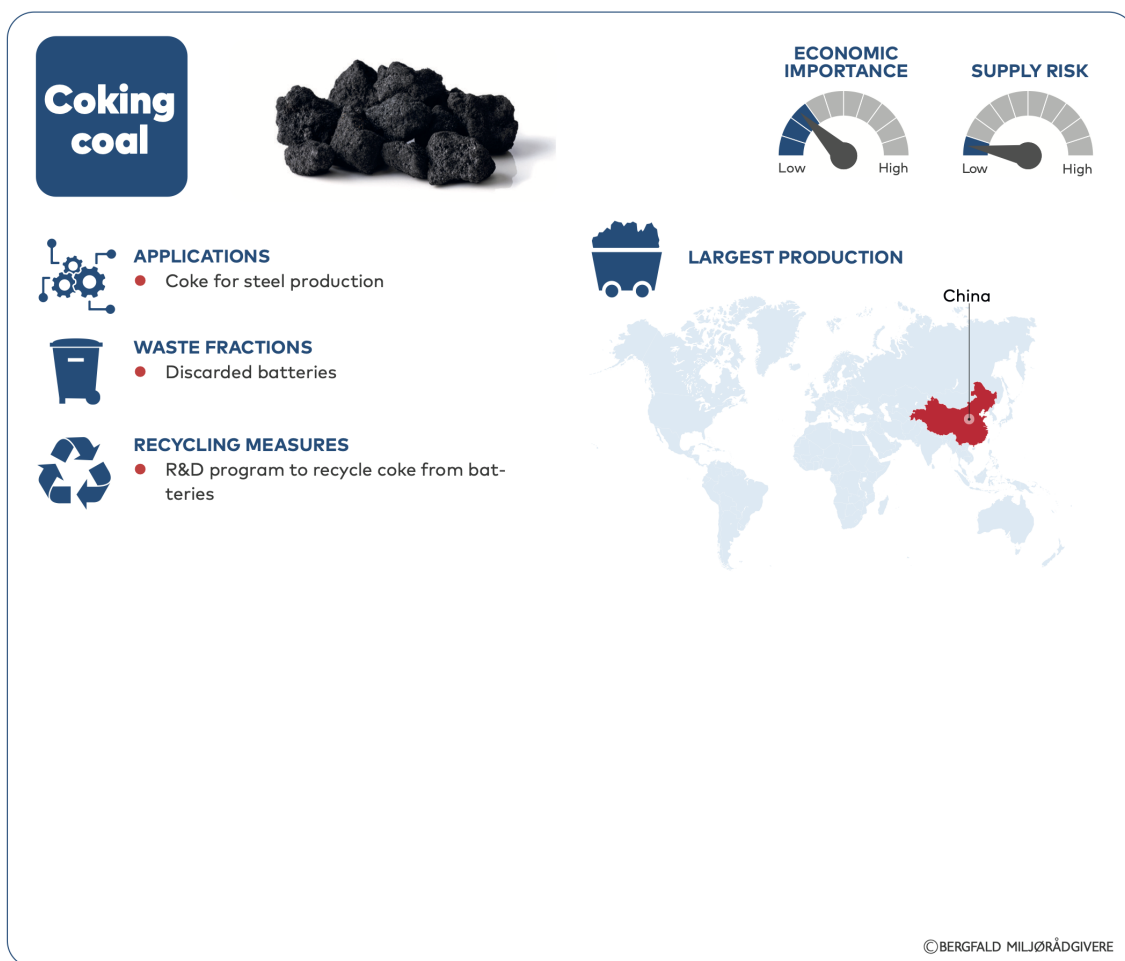 Coking
coal
ECONOMIC
IMPORTANCE
Low
High
SUPPLY RISK
Low
High
APPLICATIONS
Coke for steel production
WASTE FRACTIONS
Discarded batteries
RECYCLING MEASURES
R&D program to recycle coke from bat-
teries
LARGEST PRODUCTION
China
©BERGFALD MILJØRÅDGIVERE